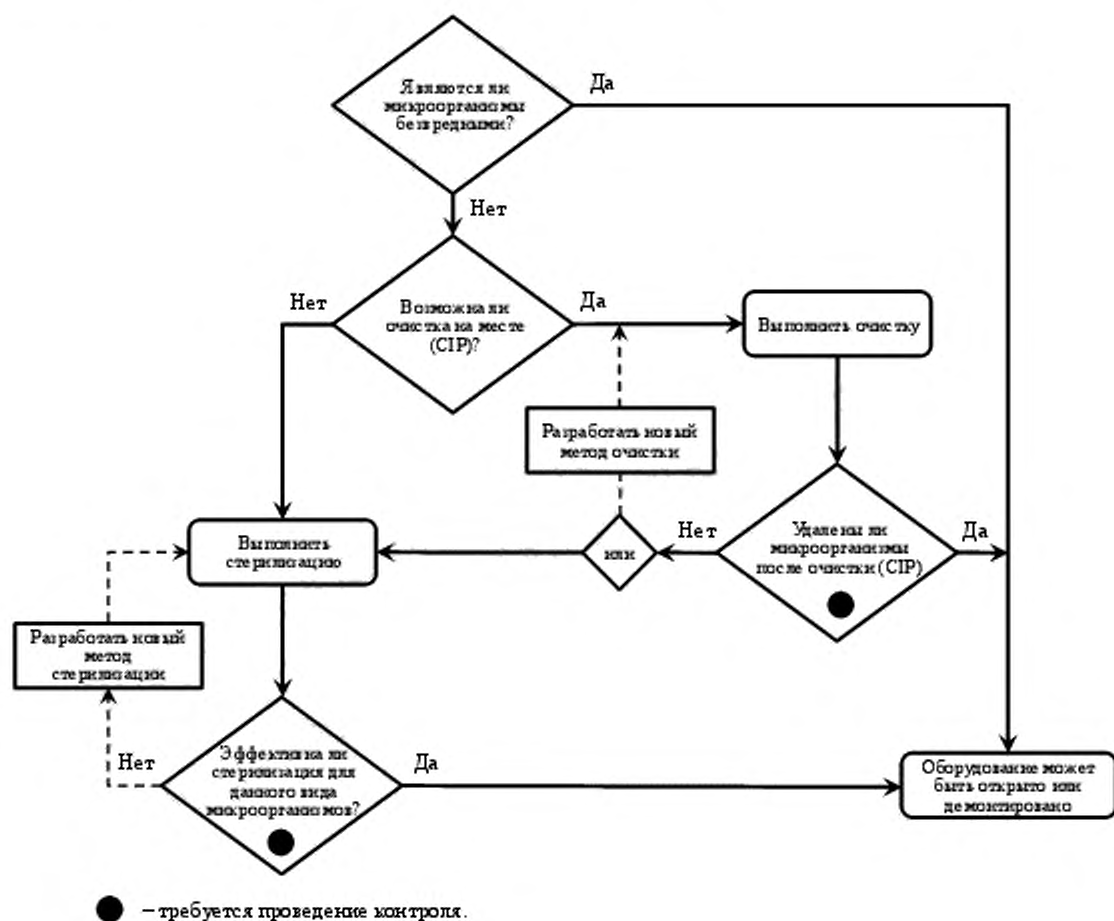 Являются ли
микроорганизмы
безвредными?
Да
Нет
Возможна ли
очистка на месте
(CIP)?
Нет
Да
Выполнить очистку
Разработать новый
метод очистки
Удалены ли
микроорганизмы
после очистки (CIP)
Нет
Да
или
Выполнить
стерилизацию
Разработать новый
метод
стерилизации
Эффективна ли
стерилизация для
данного вида
микроорганизмов?
Нет
Да
Оборудование может
быть открыто или
демонтировано
– требуется проведение контроля.